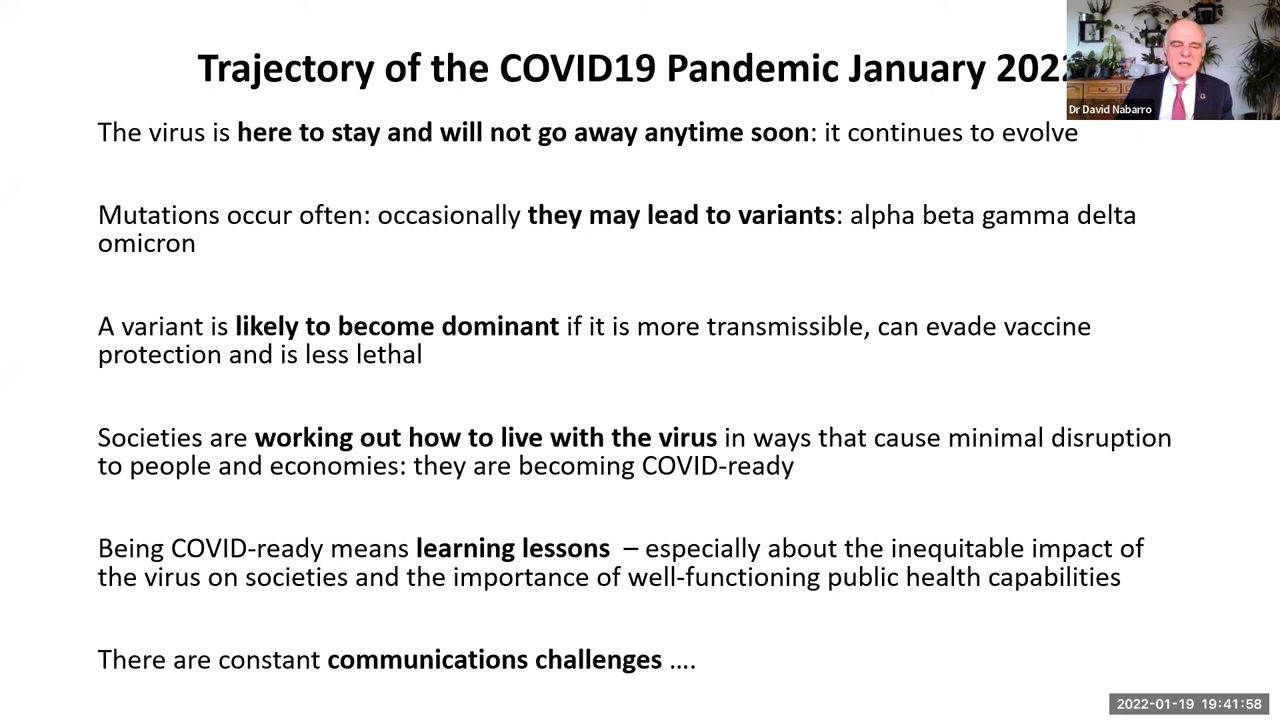 Trajectory of the COVID19 Pandemic January 202
Dr David Nabarro
The virus is here to stay and will not go away anytime soon: it continues to evolve
Mutations occur often: occasionally they may lead to variants: alpha beta gamma delta
omicron
A variant is likely to become dominant if it is more transmissible, can evade vaccine
protection and is less lethal
Societies are working out how to live with the virus in ways that cause minimal disruption
to people and economies: they are becoming COVID-ready
Being COVID-ready means learning lessons – especially about the inequitable impact of
the virus on societies and the importance of well-functioning public health capabilities
There are constant communications challenges ....
2022-01-19 19:41:58